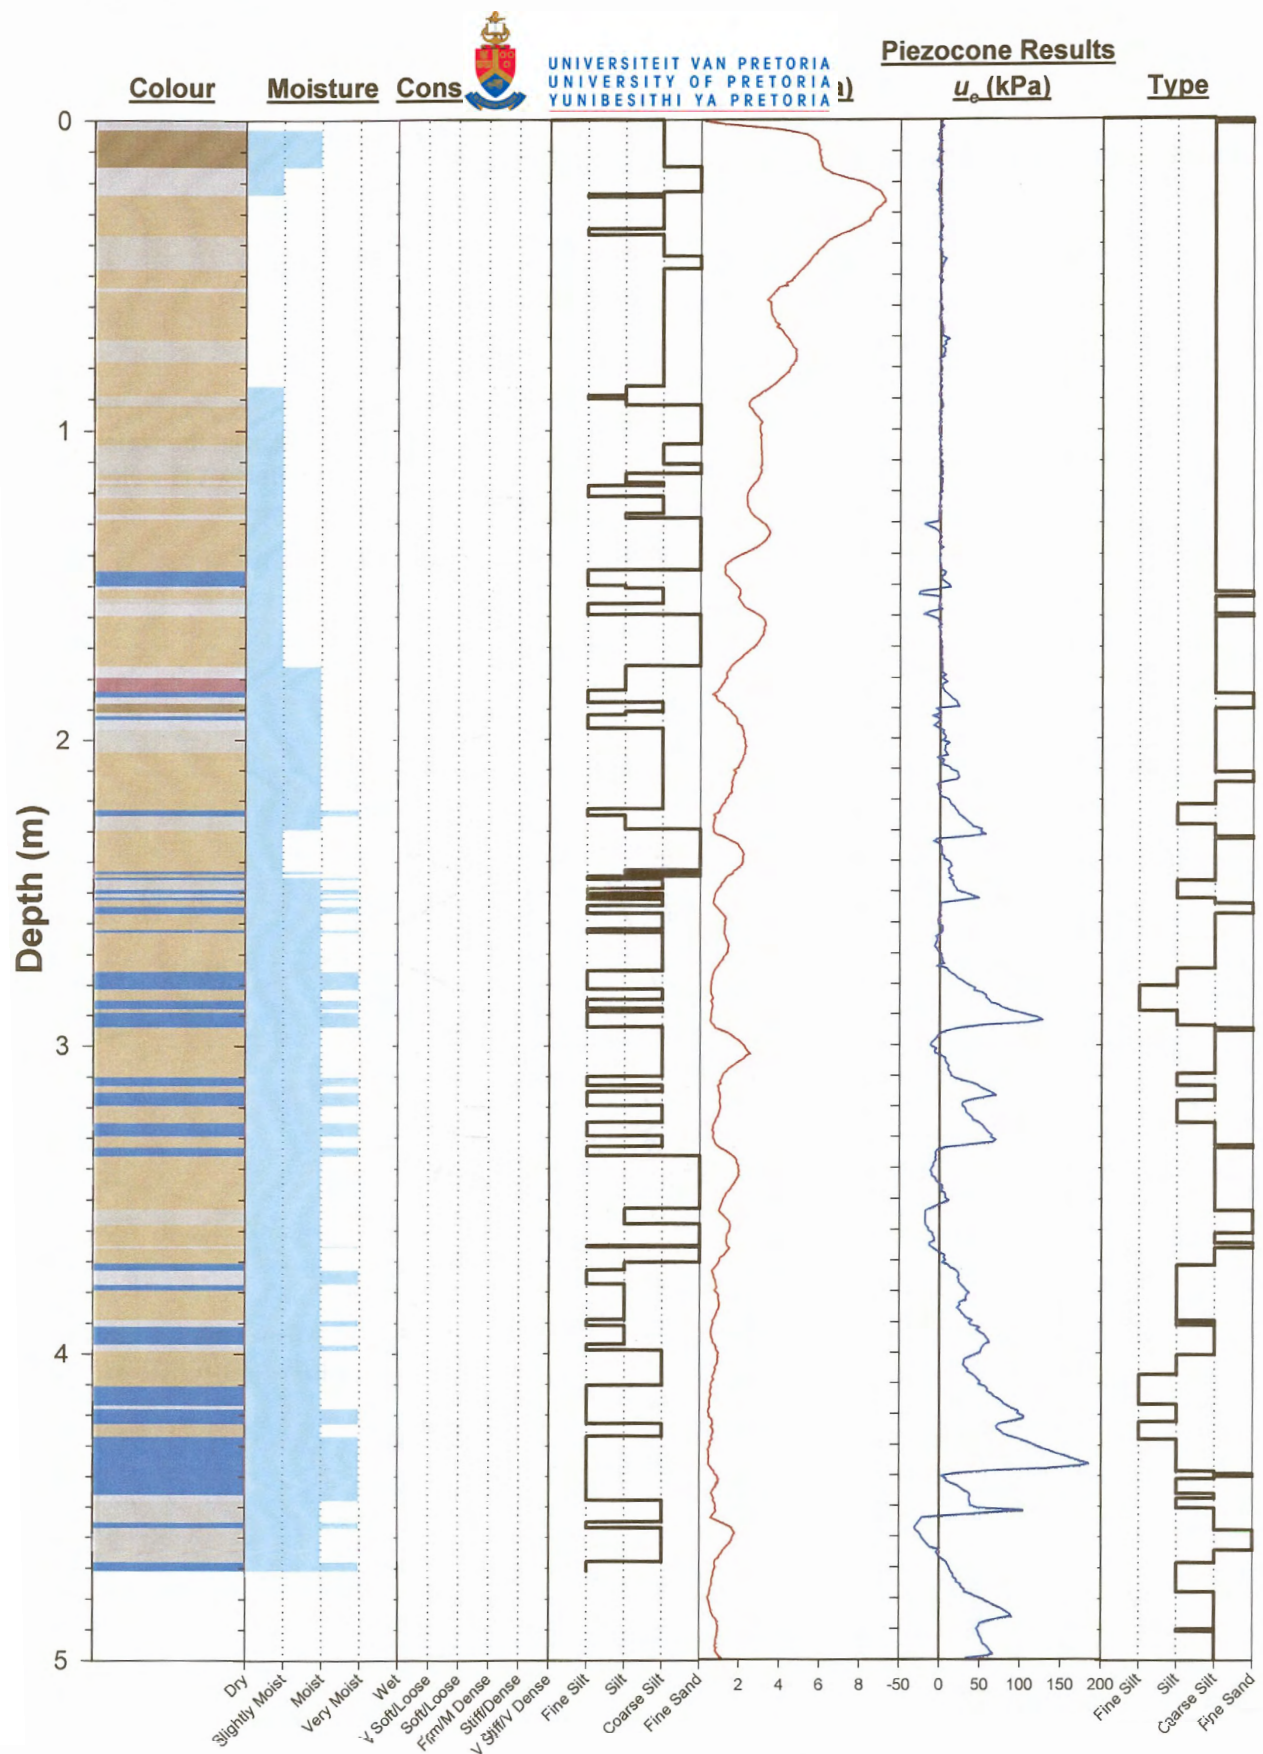 UNIVERSITEIT VAN PRETORIA
UNIVERSITY OF PRETORIA
YUNIBESITHI YA PRETORIA
Piezocone Results
Colour Moisture Cons a) uₑ (kPa) Type
0
1
2
3
4
5
Depth (m)
Dry
Slightly Moist
Moist
Very Moist
Wet
V Soft/Loose
Soft/Loose
Firm/M Dense
Stiff/Dense
V Stiff/V Dense
Fine Silt
Silt
Coarse Silt
Fine Sand
2 4 6 8
-50 0 50 100 150 200
Fine Silt
Silt
Coarse Silt
Fine Sand